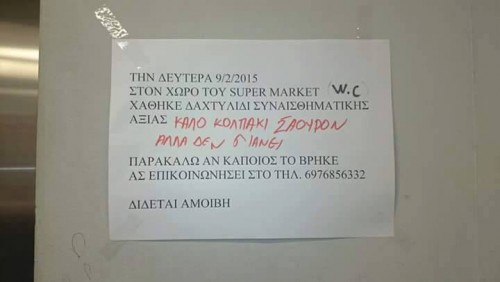 ΤΗΝ ΔΕΥΤΕΡΑ 9/2/2015
ΣΤΟΝ ΧΩΡΟ ΤΟΥ SUPER MARKET (W.C
ΧΑΘΗΚΕ ΔΑΧΤΥΛΙΔΙ ΣΥΝΑΙΣΘΗΜΑΤΙΚΗΣ
ΑΞΙΑΣ ΚΑΛΟ ΚΟΛΠΑΚΙ ΣΑΟΥΡΟΝ
ΑΛΛΑ ΔΕΝ ΠΙΑΝΕΙ
ΠΑΡΑΚΑΛΩ ΑΝ ΚΑΠΟΙΟΣ ΤΟ ΒΡΗΚΕ
ΑΣ ΕΠΙΚΟΙΝΩΝΗΣΕΙ ΣΤΟ ΤΗΛ. 6976856332
ΔΙΔΕΤΑΙ ΑΜΟΙΒΗ